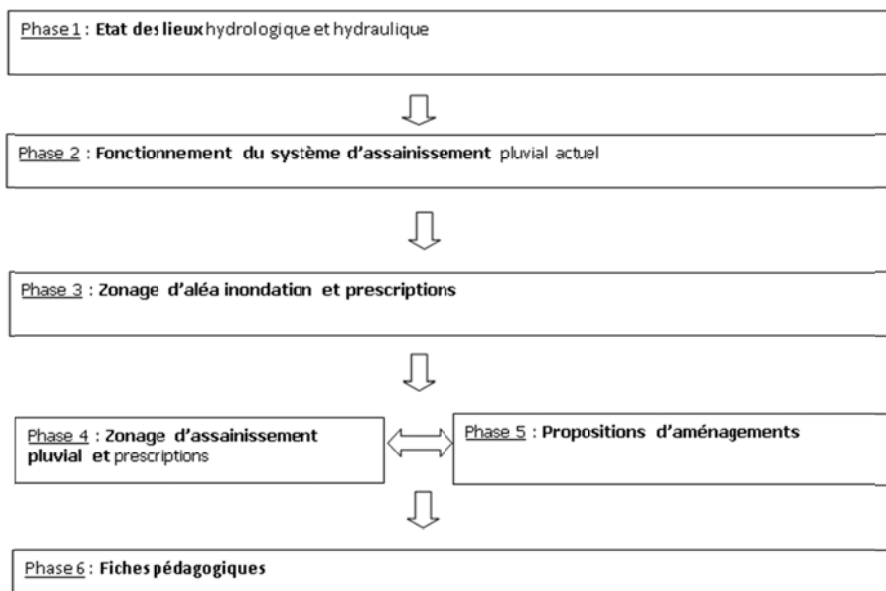 Phase 1 : Etat des lieux hydrologique et hydraulique
Phase 2 : Fonctionnement du système d'assainissement pluvial actuel
Phase 3 : Zonage d'aléa inondation et prescriptions
Phase 4 : Zonage d'assainissement
pluvial et prescriptions
Phase 5 : Propositions d'aménagements
Phase 6 : Fiches pédagogiques